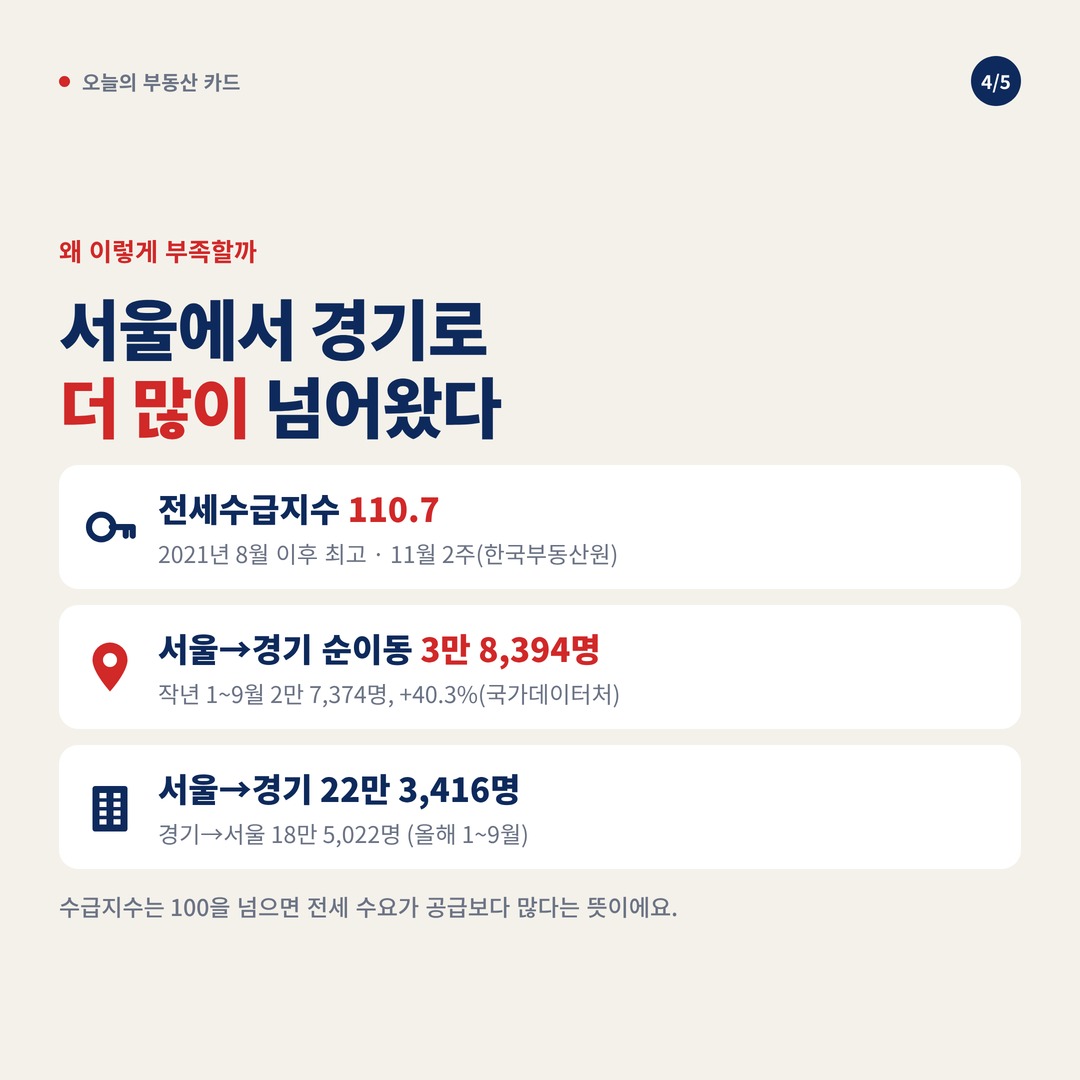 오늘의 부동산 카드
4/5
왜 이렇게 부족할까
서울에서 경기로
더 많이 넘어왔다
전세수급지수 110.7
2021년 8월 이후 최고 · 11월 2주(한국부동산원)
서울→경기 순이동 3만 8,394명
작년 1~9월 2만 7,374명, +40.3%(국가데이터처)
서울→경기 22만 3,416명
경기→서울 18만 5,022명 (올해 1~9월)
수급지수는 100을 넘으면 전세 수요가 공급보다 많다는 뜻이에요.